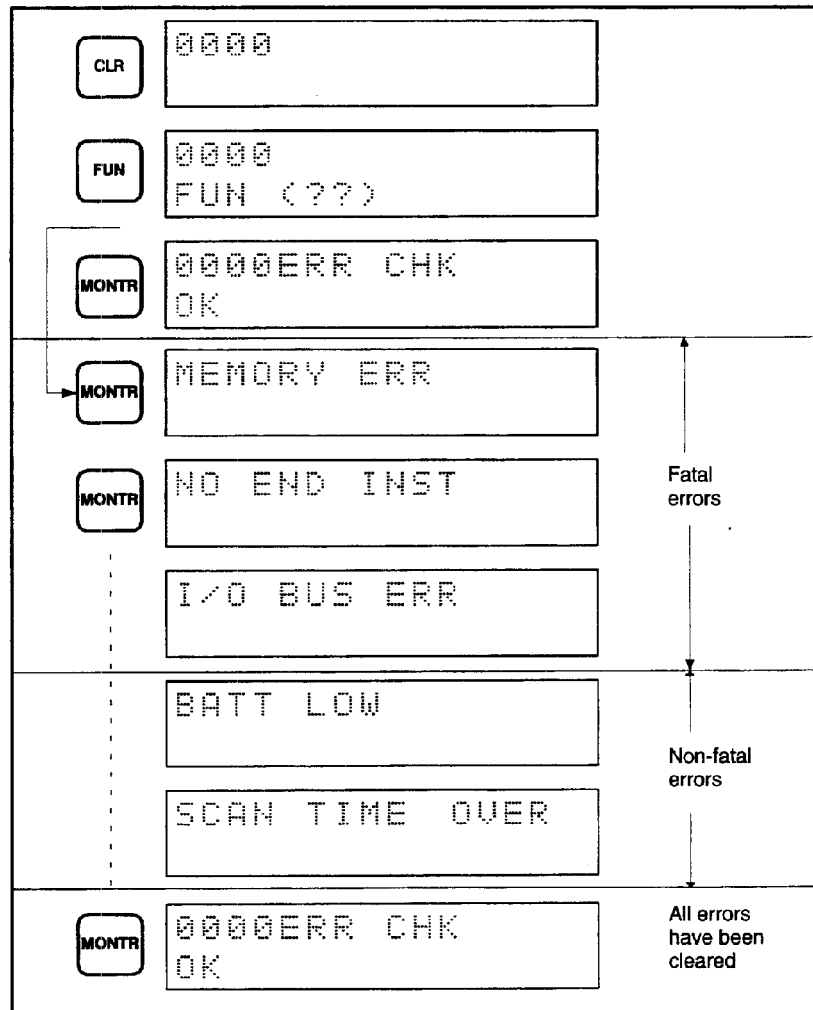 CLR
0000
FUN
0000
FUN (??)
MONTR
0000ERR CHK
OK
MONTR
MEMORY ERR
MONTR
NO END INST
Fatal
errors
I/O BUS ERR
BATT LOW
Non-fatal
errors
SCAN TIME OVER
MONTR
0000ERR CHK
OK
All errors
have been
cleared